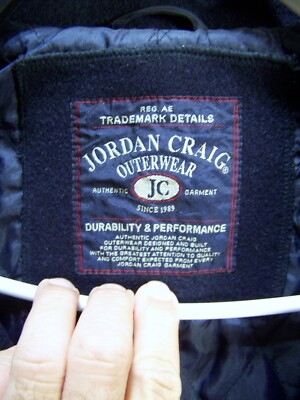 REG. AE
TRADEMARK DETAILS
JORDAN CRAIG®
OUTERWEAR
AUTHENTIC JC GARMENT
SINCE 1989
DURABILITY & PERFORMANCE
AUTHENTIC JORDAN CRAIG
OUTERWEAR DESIGNED AND BUILT
FOR DURABILITY AND PERFORMANCE
WITH THE GREATEST ATTENTION TO QUALITY
AND COMFORT EXPECTED FROM EVERY
JORDAN CRAIG GARMENT